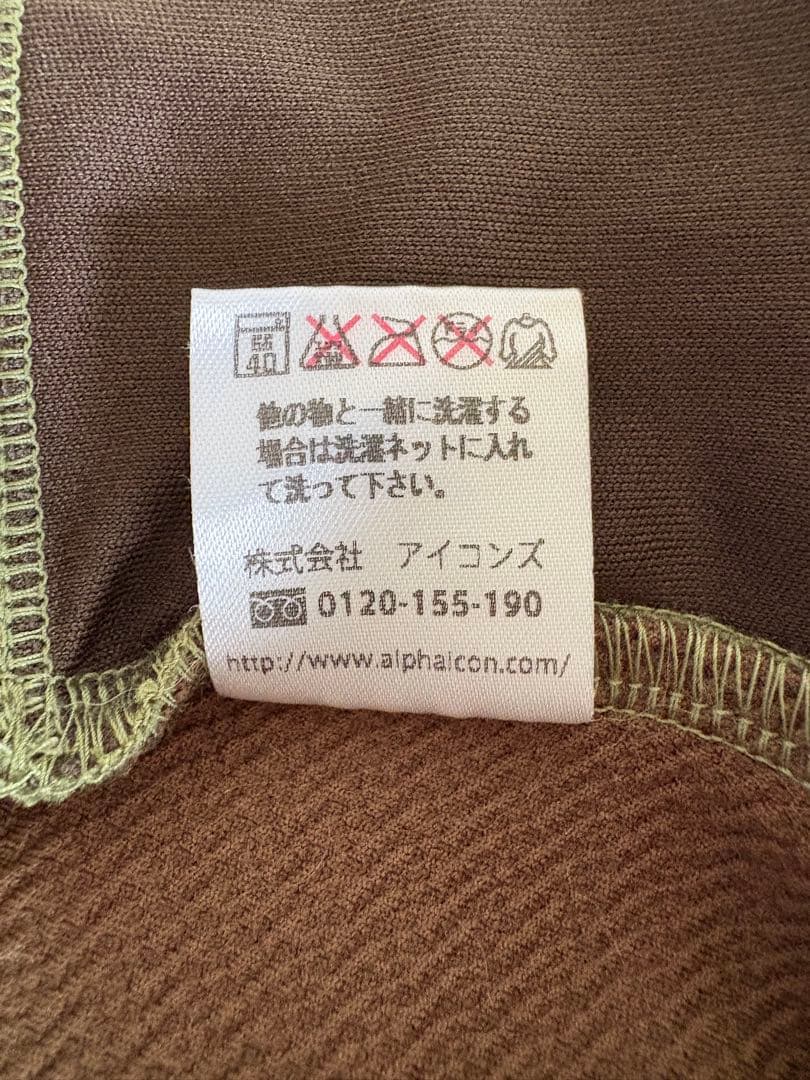 弱
40
他の物と一緒に洗濯する
場合は洗濯ネットに入れ
て洗って下さい。
株式会社 アイコンズ
0120-155-190
http://www.alphaicon.com/